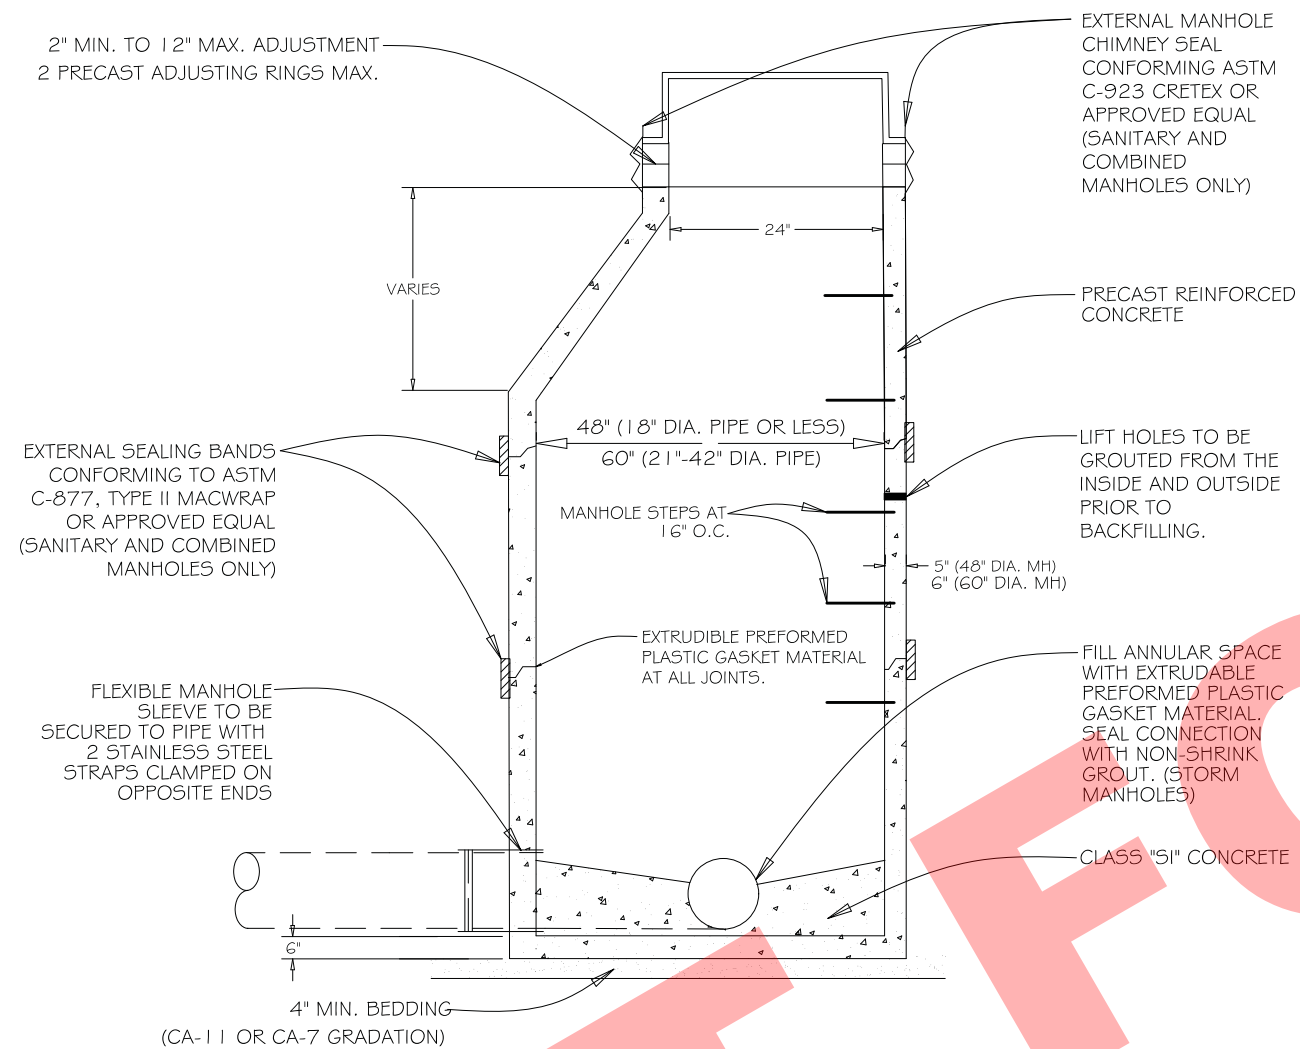 2" MIN. TO 12" MAX. ADJUSTMENT
2 PRECAST ADJUSTING RINGS MAX.
EXTERNAL MANHOLE
CHIMNEY SEAL
CONFORMING ASTM
C-923 CRETEX OR
APPROVED EQUAL
(SANITARY AND
COMBINED
MANHOLES ONLY)
24"
VARIES
PRECAST REINFORCED
CONCRETE
48" (18" DIA. PIPE OR LESS)
60" (21"-42" DIA. PIPE)
EXTERNAL SEALING BANDS
CONFORMING TO ASTM
C-877, TYPE II MACWRAP
OR APPROVED EQUAL
(SANITARY AND COMBINED
MANHOLES ONLY)
LIFT HOLES TO BE
GROUTED FROM THE
INSIDE AND OUTSIDE
PRIOR TO
BACKFILLING.
MANHOLE STEPS AT
16" O.C.
5" (48" DIA. MH)
6" (60" DIA. MH)
EXTRUDIBLE PREFORMED
PLASTIC GASKET MATERIAL
AT ALL JOINTS.
FILL ANNULAR SPACE
WITH EXTRUDABLE
PREFORMED PLASTIC
GASKET MATERIAL.
SEAL CONNECTION
WITH NON-SHRINK
GROUT. (STORM
MANHOLES)
FLEXIBLE MANHOLE
SLEEVE TO BE
SECURED TO PIPE WITH
2 STAINLESS STEEL
STRAPS CLAMPED ON
OPPOSITE ENDS
CLASS "SI" CONCRETE
6"
4" MIN. BEDDING
(CA-11 OR CA-7 GRADATION)